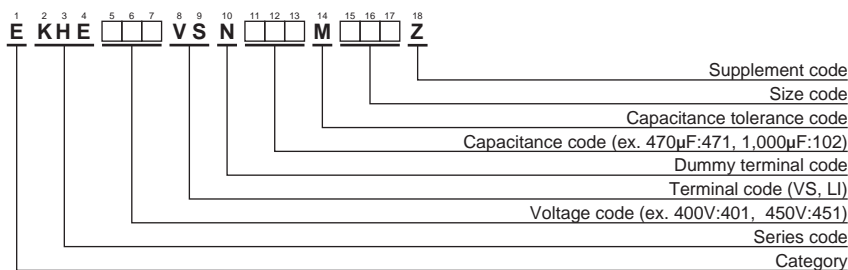 1 2 3 4 5 6 7 8 9 10 11 12 13 14 15 16 17 18
E KHE □□□ VS N □□□ M □□□ Z
Supplement code
Size code
Capacitance tolerance code
Capacitance code (ex. 470µF:471, 1,000µF:102)
Dummy terminal code
Terminal code (VS, LI)
Voltage code (ex. 400V:401, 450V:451)
Series code
Category